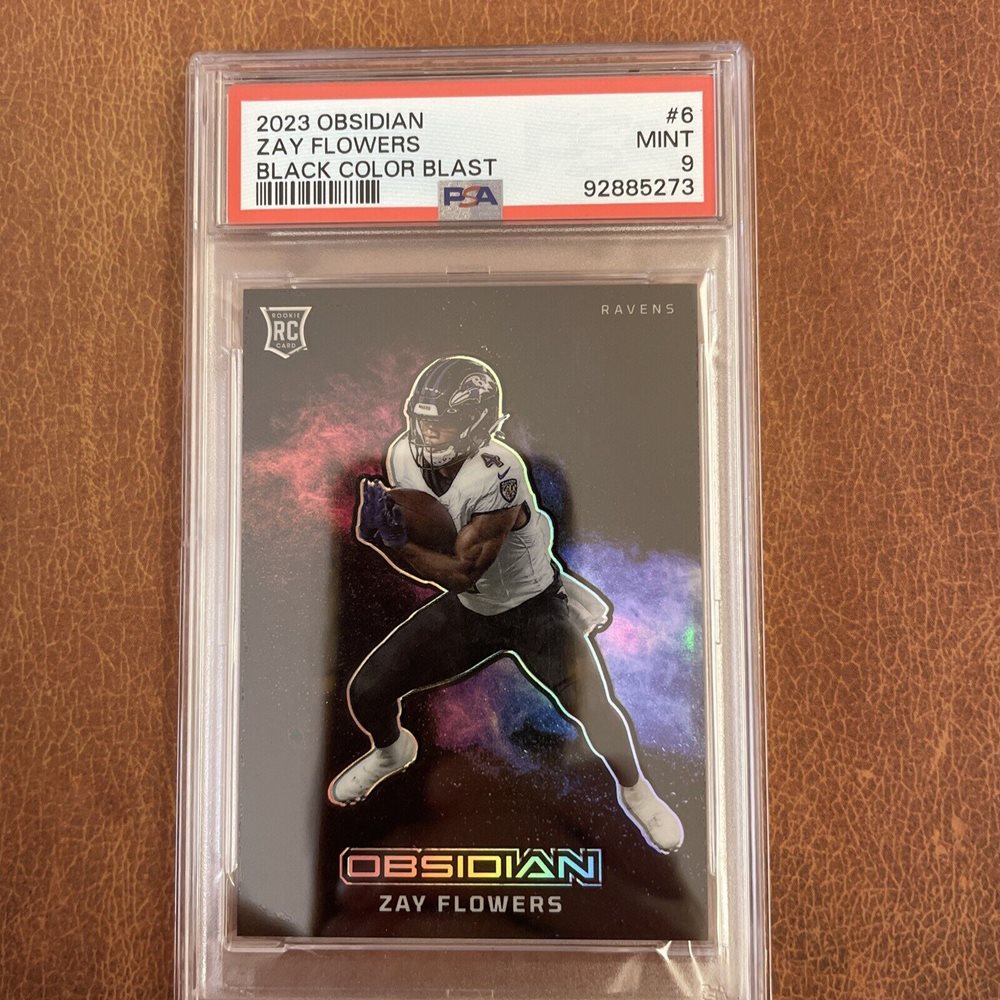 2023 OBSIDIAN #6
ZAY FLOWERS MINT
BLACK COLOR BLAST 9
PSA 92885273
ROOKIE
RC
CARD
RAVENS
4
OBSIDIAN
ZAY FLOWERS